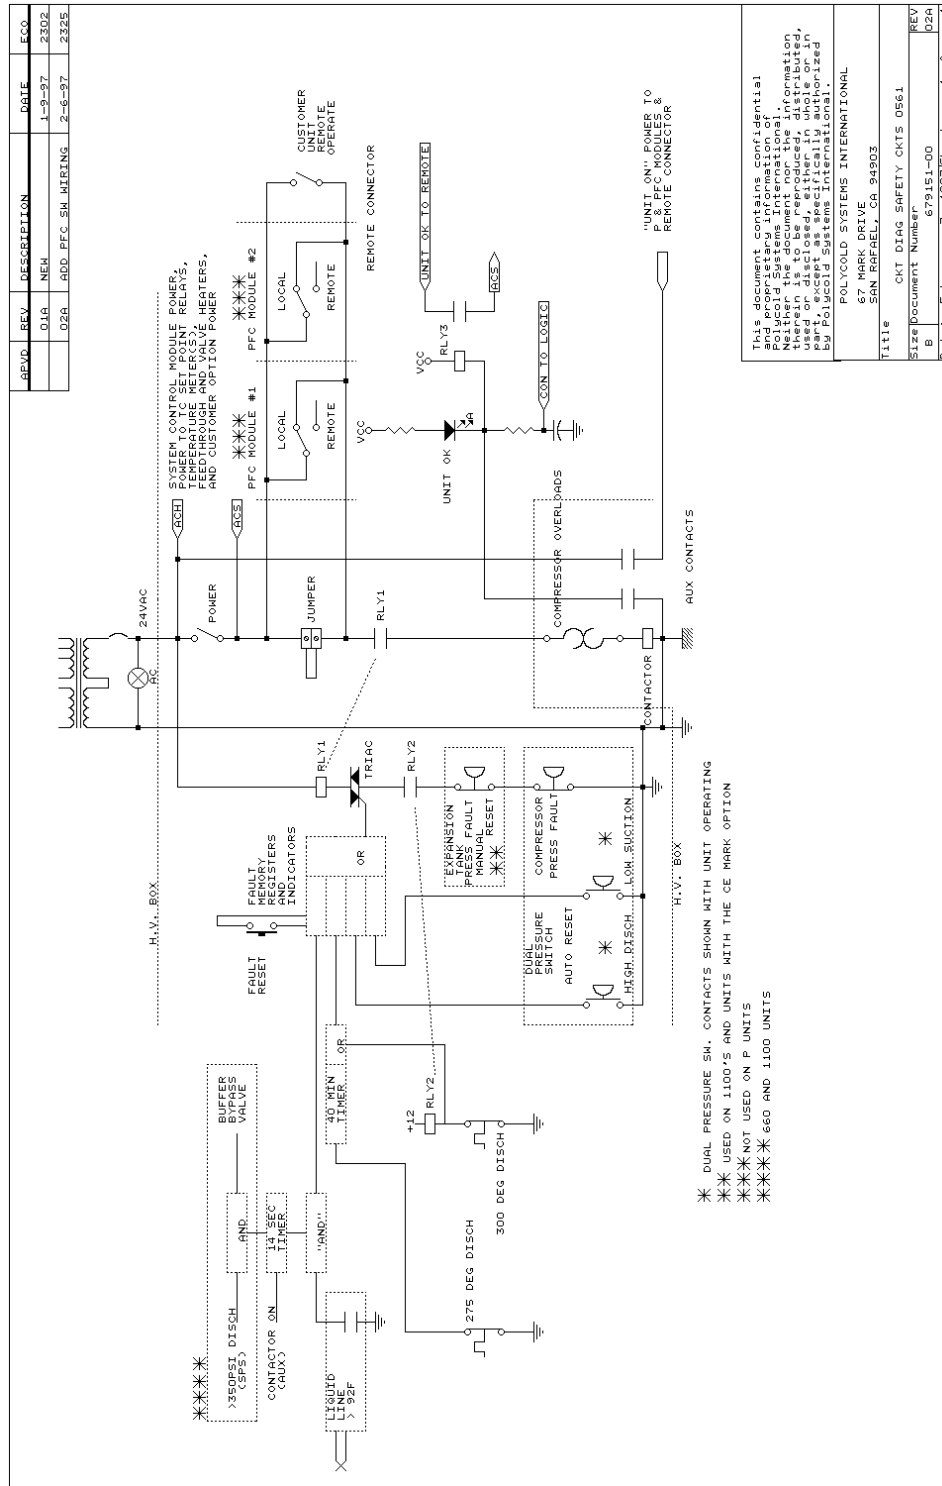 APVD REV DESCRIPTION DATE ECO
01A NEW 1-9-97 2302
02A ADD PFC SW WIRING 2-6-97 2325
SYSTEM CONTROL MODULE POWER,
POWER TO TC SET POINT RELAYS,
TEMPERATURE METER(S),
FEEDTHROUGH AND VALVE HEATERS,
AND CUSTOMER OPTION POWER
ACH
ACS
***
PFC MODULE #1
LOCAL
REMOTE
***
PFC MODULE #2
LOCAL
REMOTE
CUSTOMER
UNIT
REMOTE
OPERATE
REMOTE CONNECTOR
24VAC
AC
POWER
JUMPER
RLY1
VCC
UNIT OK
A
VCC
RLY3
UNIT OK TO REMOTE
ACS
CON TO LOGIC
COMPRESSOR OVERLOADS
CONTACTOR
AUX CONTACTS
"UNIT ON" POWER TO
P & PFC MODULES &
REMOTE CONNECTOR
H.V. BOX
RLY1
TRIAC
RLY2
FAULT
MEMORY
REGISTERS
AND
INDICATORS
OR
FAULT
RESET
EXPANSION
TANK
PRESS FAULT
MANUAL
RESET
**
COMPRESSOR
PRESS FAULT
DUAL
PRESSURE
SWITCH
AUTO RESET
*
LOW SUCTION
*
HIGH DISCH
H.V. BOX
****
>350PSI DISCH
(SPS)
AND
BUFFER
BYPASS
VALVE
CONTACTOR ON
(AUX)
14 SEC
TIMER
"AND"
40 MIN
TIMER
OR
LIQUID
LINE
> 92F
+12
RLY2
275 DEG DISCH
300 DEG DISCH
* DUAL PRESSURE SW. CONTACTS SHOWN WITH UNIT OPERATING
** USED ON 1100'S AND UNITS WITH THE CE MARK OPTION
*** NOT USED ON P UNITS
**** 660 AND 1100 UNITS
This document contains confidential
and poprietary information of
Polycold Systems International.
Neither the document nor the information
therein is to be reproduced, distributed,
used or disclosed, either in whole or in
part, except as specifically authorized
by Polycold Systems International.
POLYCOLD SYSTEMS INTERNATIONAL
67 MARK DRIVE
SAN RAFAEL, CA 94903
Title
CKT DIAG SAFETY CKTS 0561
Size Document Number REV
B 679151-00 02A